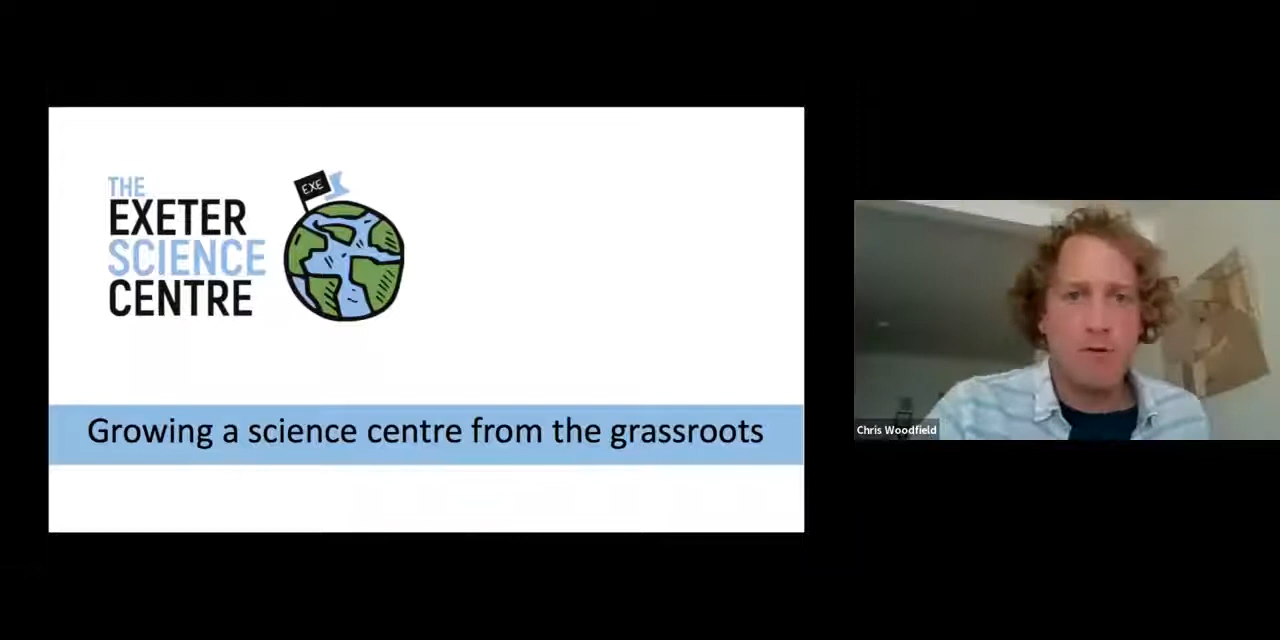 THE
EXETER
SCIENCE
CENTRE
EXE
Growing a science centre from the grassroots
Chris Woodfield